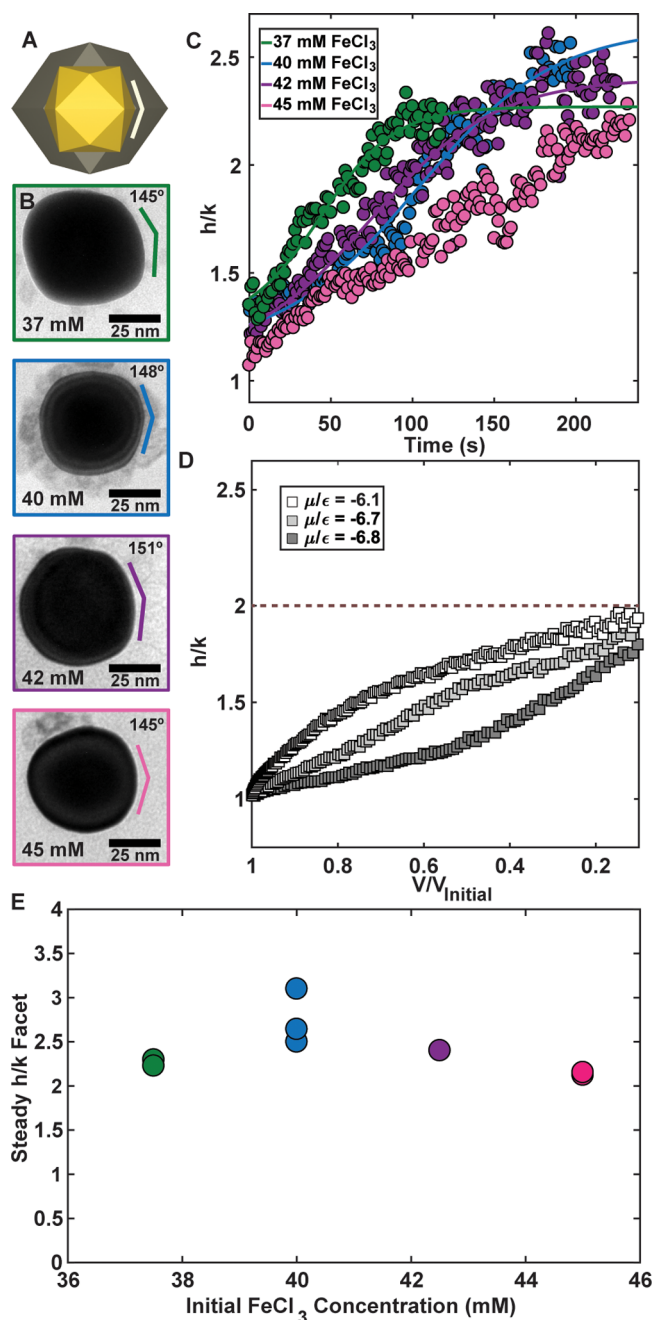 A
B
145º
37 mM
25 nm
148º
40 mM
25 nm
151º
42 mM
25 nm
145º
45 mM
25 nm
C
37 mM FeCl3
40 mM FeCl3
42 mM FeCl3
45 mM FeCl3
2.5
2
1.5
1
h/k
0
50
100
150
200
Time (s)
D
μ/ϵ = -6.1
μ/ϵ = -6.7
μ/ϵ = -6.8
2.5
2
1.5
1
h/k
1
0.8
0.6
0.4
0.2
V/VInitial
E
4
3.5
3
2.5
2
1.5
1
0.5
0
Steady h/k Facet
36
38
40
42
44
46
Initial FeCl3 Concentration (mM)